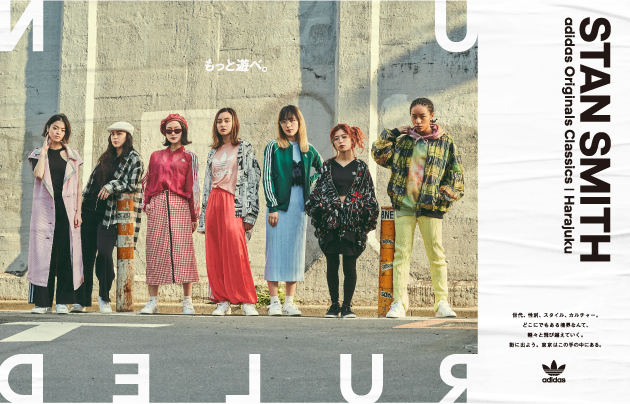 UN
もっと遊べ。
STAN SMITH
adidas Originals Classics | Harajuku
BNE
世代、性別、スタイル、カルチャー。
どこにでもある境界なんて、
軽々と飛び越えていく。
街に出よう。東京はこの手の中にある。
adidas
RULED